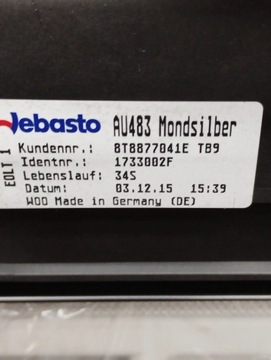 Webasto AU483 Mondsilber
EOLT 1
Kundennr.: 8T8877041E TB9
Identnr.: 1733002F
Lebenslauf: 34S
Datum: 03.12.15 15:39
WOO Made in Germany (DE)